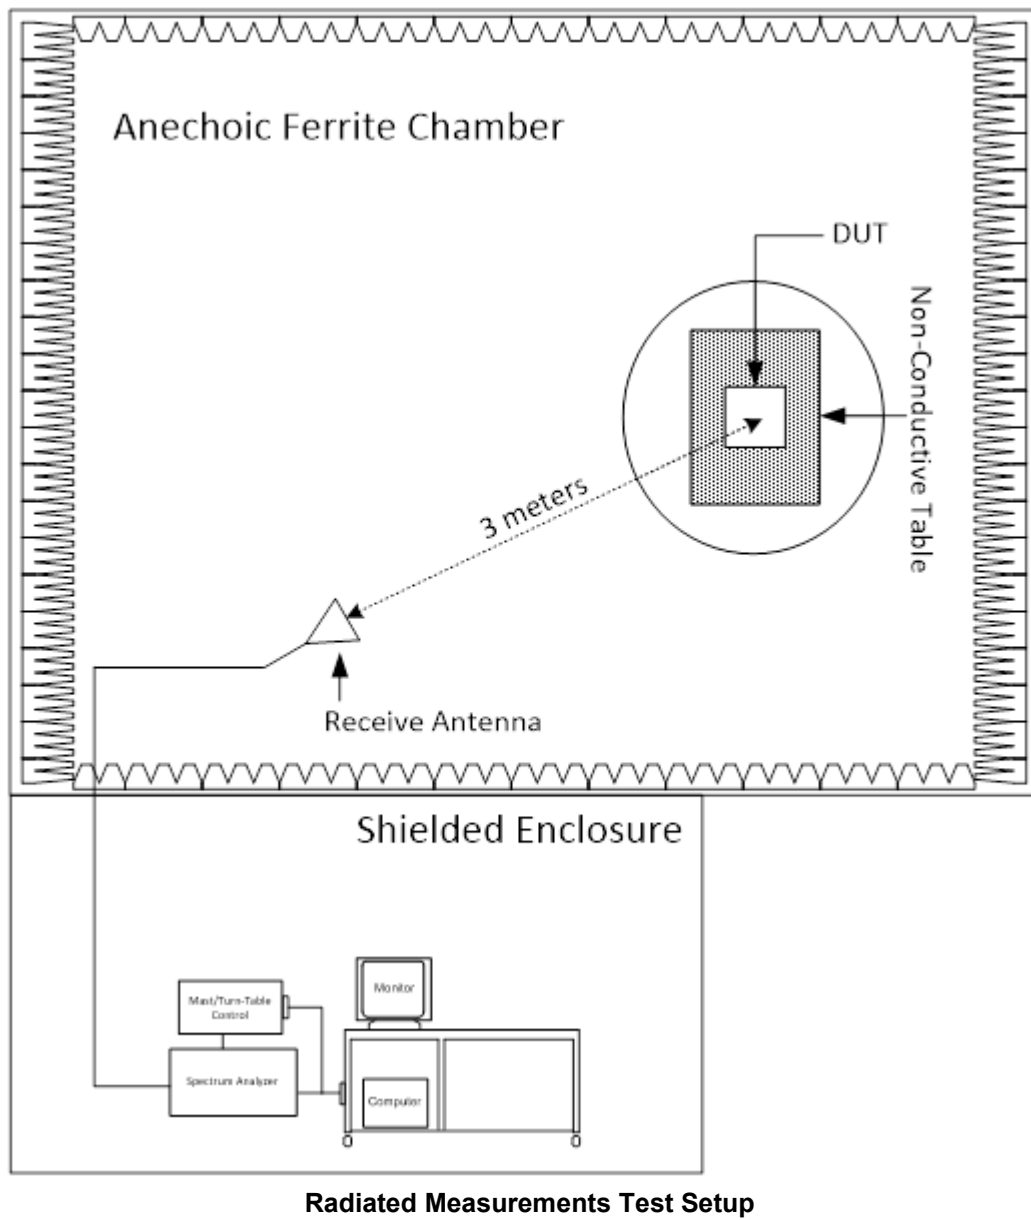 Anechoic Ferrite Chamber
DUT
Non-Conductive Table
3 meters
Receive Antenna
Shielded Enclosure
Monitor
Mast/Turn-Table
Control
Spectrum Analyzer
Computer
Radiated Measurements Test Setup